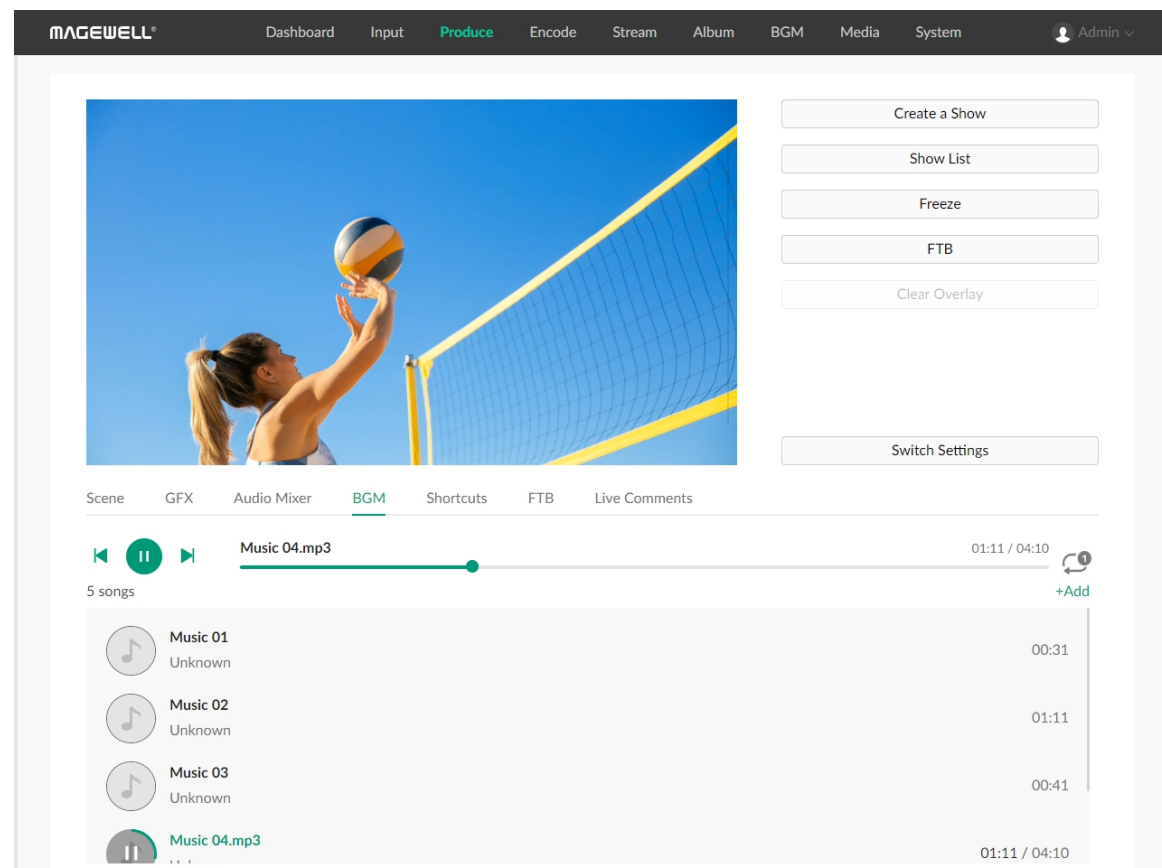 MAGEWELL®
Dashboard Input Produce Encode Stream Album BGM Media System Admin
Create a Show
Show List
Freeze
FTB
Clear Overlay
Switch Settings
Scene GFX Audio Mixer BGM Shortcuts FTB Live Comments
Music 04.mp3 01:11 / 04:10
1
5 songs +Add
Music 01
Unknown 00:31
Music 02
Unknown 01:11
Music 03
Unknown 00:41
Music 04.mp3
01:11 / 04:10